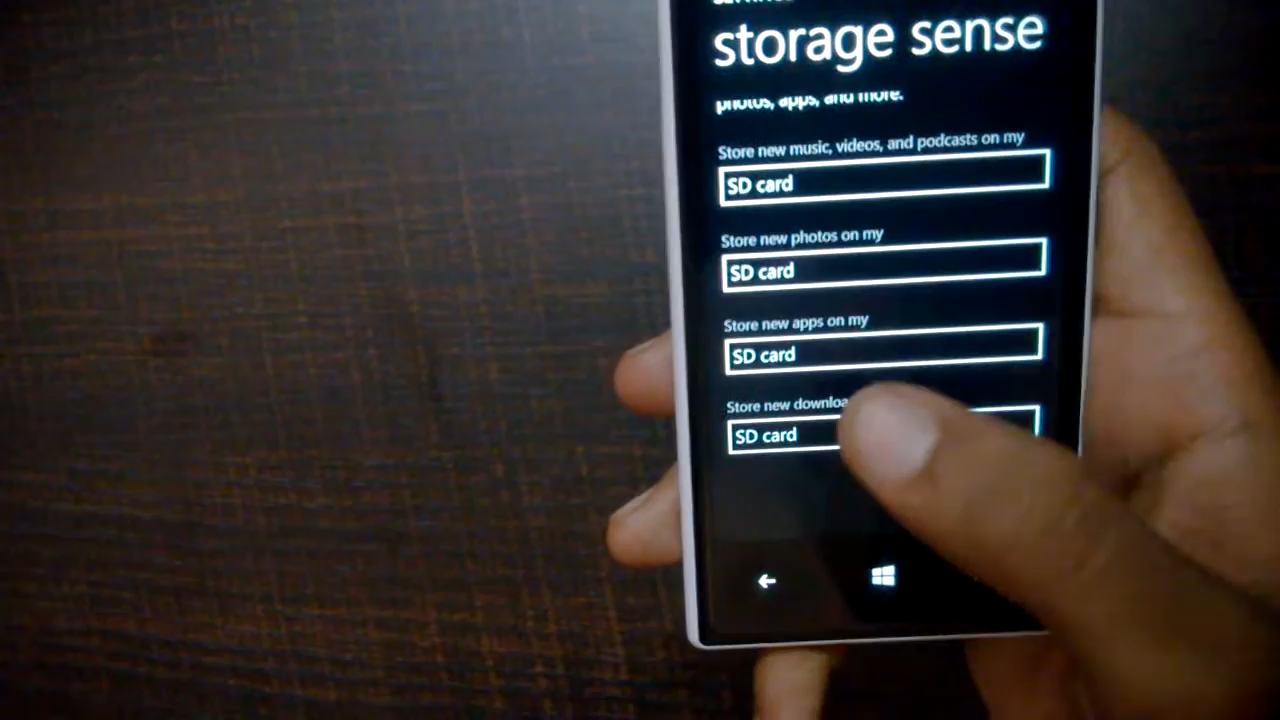 storage sense
photos, apps, and more.
Store new music, videos, and podcasts on my
SD card
Store new photos on my
SD card
Store new apps on my
SD card
Store new
SD card